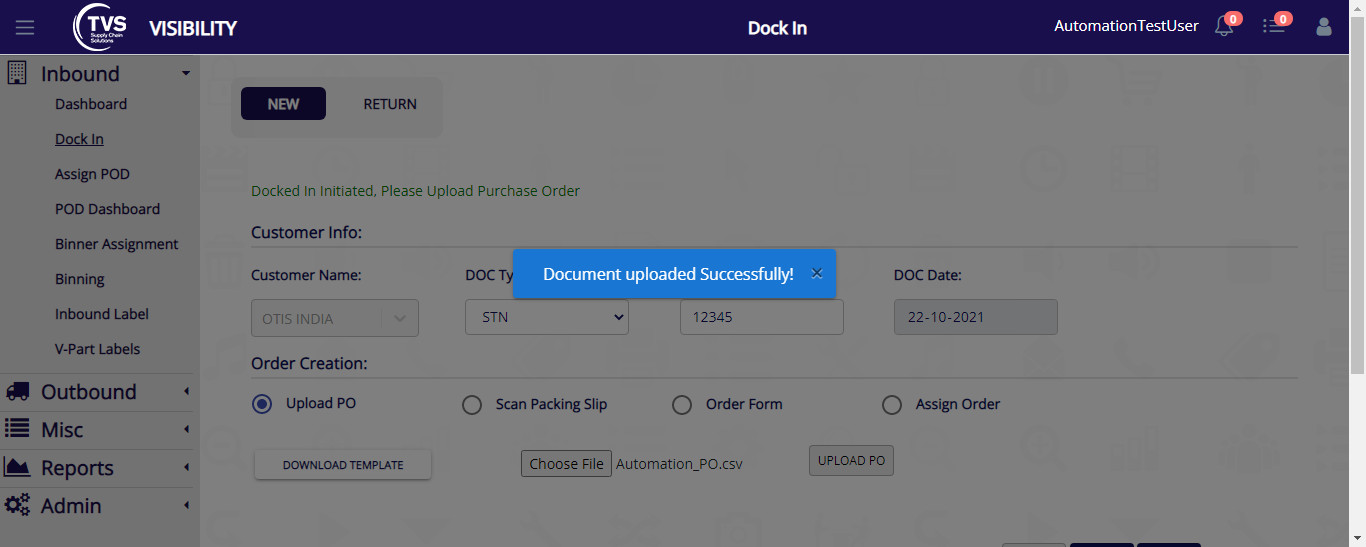 TVS
Supply Chain
Solutions
VISIBILITY
Dock In
AutomationTestUser
0
0
Inbound
Dashboard
Dock In
Assign POD
POD Dashboard
Binner Assignment
Binning
Inbound Label
V-Part Labels
Outbound
Misc
Reports
Admin
NEW
RETURN
Docked In Initiated, Please Upload Purchase Order
Customer Info:
Document uploaded Successfully! ×
Customer Name:
DOC Ty
DOC Date:
OTIS INDIA
STN
12345
22-10-2021
Order Creation:
Upload PO
Scan Packing Slip
Order Form
Assign Order
DOWNLOAD TEMPLATE
Choose File Automation_PO.csv
UPLOAD PO